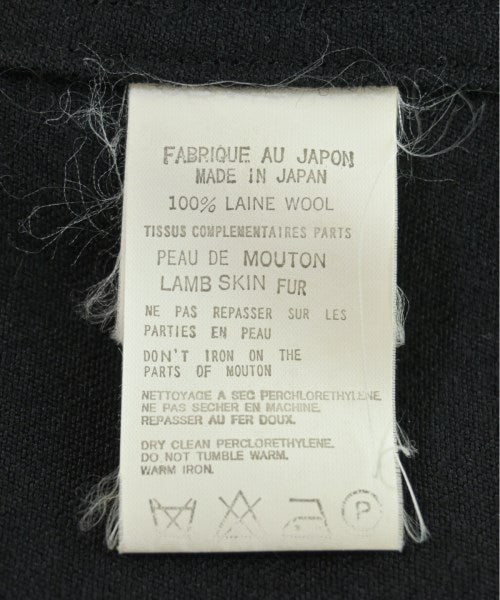 FABRIQUE AU JAPON
MADE IN JAPAN
100% LAINE WOOL
TISSUS COMPLEMENTAIRES PARTS
PEAU DE MOUTON
LAMB SKIN FUR
NE PAS REPASSER SUR LES
PARTIES EN PEAU
DON'T IRON ON THE
PARTS OF MOUTON
NETTOYAGE A SEC PERCHLORETHYLENE.
NE PAS SECHER EN MACHINE.
REPASSER AU FER DOUX.
DRY CLEAN PERCLORETHYLENE.
DO NOT TUMBLE WARM.
WARM IRON.
P